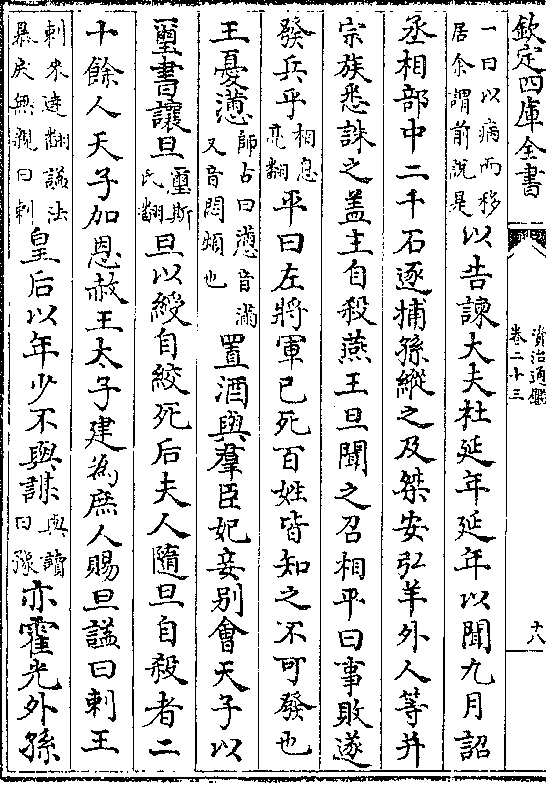 欽定四庫全書
資治通鑑
卷二十三
十八
一曰以病而移
居余謂前說是
以告諫大夫杜延年延年以聞九月詔
丞相部中二千石逐捕孫縱之及桀安弘羊外人等并
宗族悉誅之蓋主自殺燕王旦聞之召相平曰事敗遂
發兵乎
相息
亮翻
平曰左將軍已死百姓皆知之不可發也
王憂懣
師古曰懣音滿
又音悶煩也
置酒與羣臣妃妾别會天子以
璽書讓旦
璽斯
氏翻
旦以綬自絞死后夫人隨旦自殺者二
十餘人天子加恩赦王太子建為庶人賜旦諡曰剌王
剌來達翻諡法
暴戾無親曰剌
皇后以年少不與謀
與讀
曰豫
亦霍光外孫